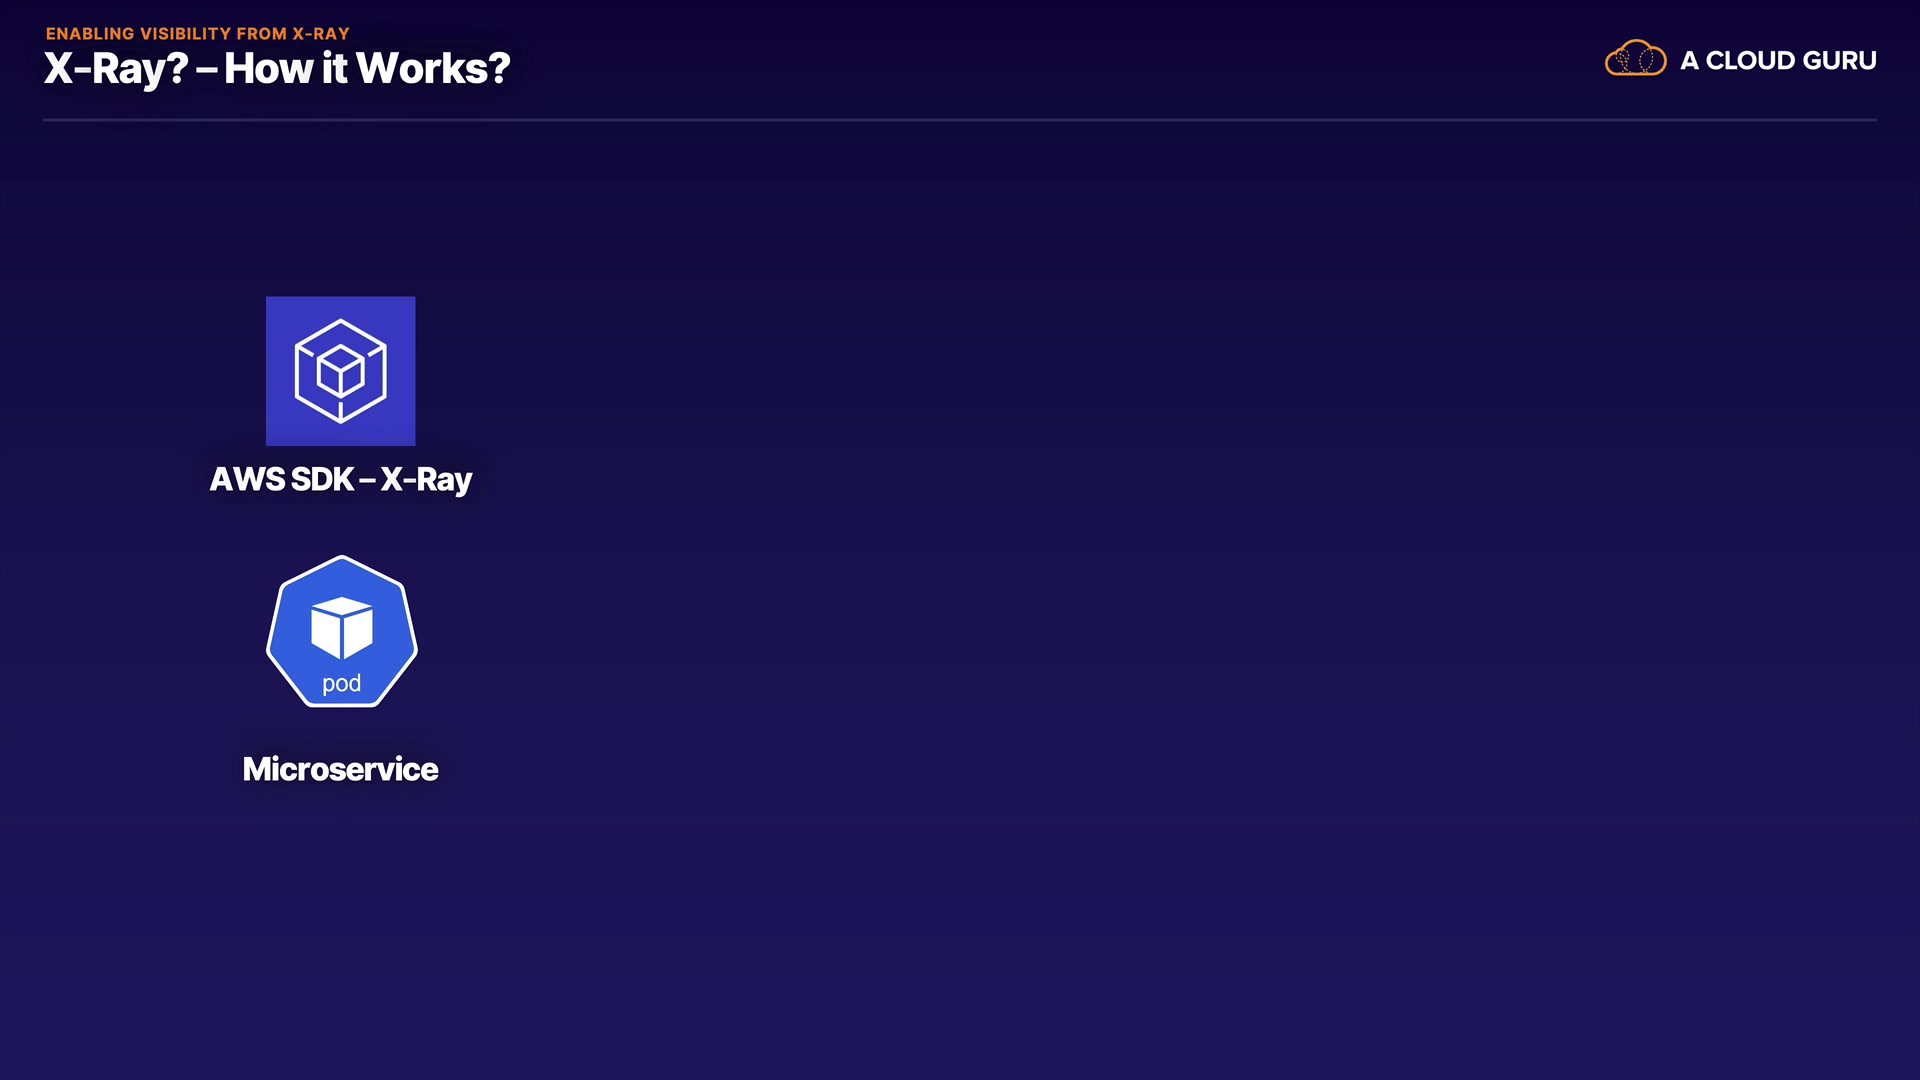 ENABLING VISIBILITY FROM X-RAY
X-Ray? – How it Works?
A CLOUD GURU
AWS SDK – X-Ray
pod
Microservice